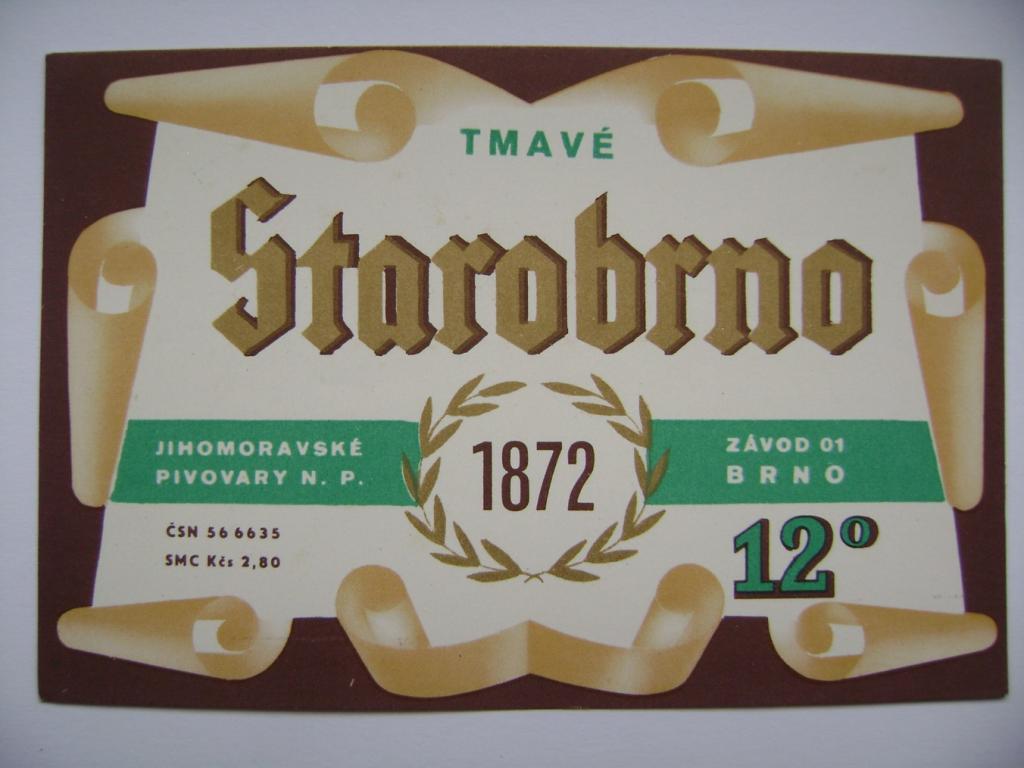 TMAVÉ
Starobrno
JIHOMORAVSKÉ
PIVOVARY N. P.
1872
ZÁVOD 01
BRNO
ČSN 56 6635
SMC Kčs 2,80
12°